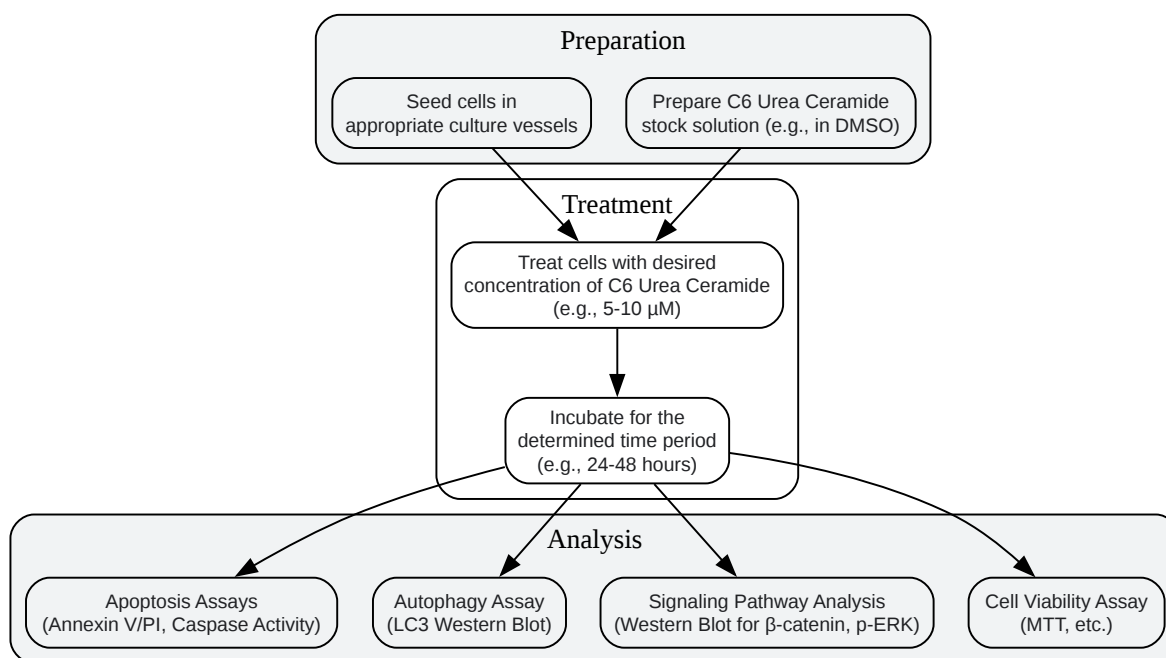 Preparation
Seed cells in
appropriate culture vessels
Prepare C6 Urea Ceramide
stock solution (e.g., in DMSO)
Treatment
Treat cells with desired
concentration of C6 Urea Ceramide
(e.g., 5-10 µM)
Incubate for the
determined time period
(e.g., 24-48 hours)
Analysis
Apoptosis Assays
(Annexin V/PI, Caspase Activity)
Autophagy Assay
(LC3 Western Blot)
Signaling Pathway Analysis
(Western Blot for β-catenin, p-ERK)
Cell Viability Assay
(MTT, etc.)